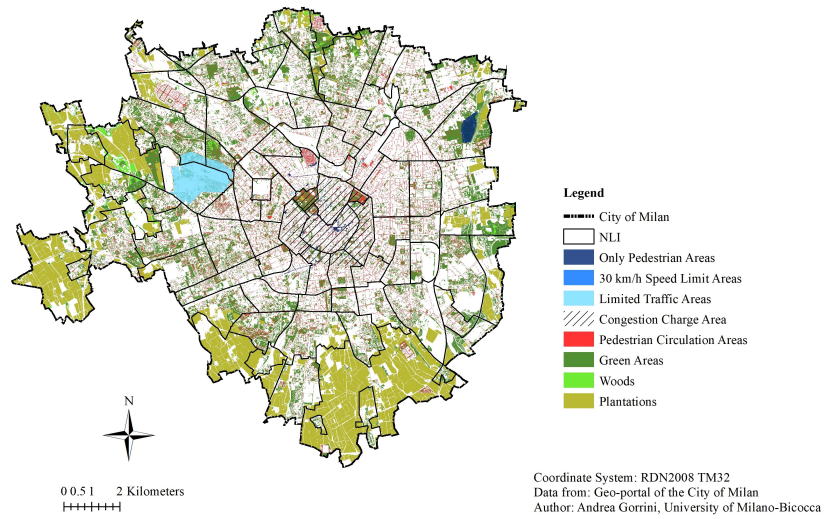 Legend
City of Milan
NLI
Only Pedestrian Areas
30 km/h Speed Limit Areas
Limited Traffic Areas
Congestion Charge Area
Pedestrian Circulation Areas
Green Areas
Woods
Plantations
N
0 0.5 1 2 Kilometers
Coordinate System: RDN2008 TM32
Data from: Geo-portal of the City of Milan
Author: Andrea Gorrini, University of Milano-Bicocca